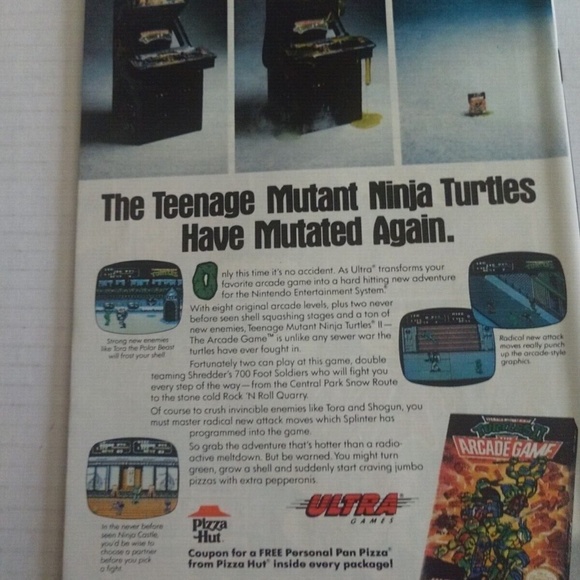 The Teenage Mutant Ninja Turtles
Have Mutated Again.
Only this time it's no accident. As Ultra® transforms your
favorite arcade game into a hard hitting new adventure
for the Nintendo Entertainment System.®
With eight original arcade levels, plus two never
before seen shell squashing stages and a ton of
new enemies, Teenage Mutant Ninja Turtles® II—
The Arcade Game™ is unlike any sewer war the
turtles have ever fought in.
Fortunately two can play at this game, double
teaming Shredder's 700 Foot Soldiers who will fight you
every step of the way—from the Central Park Snow Route
to the stone cold Rock 'N Roll Quarry.
Of course to crush invincible enemies like Tora and Shogun, you
must master radical new attack moves which Splinter has
programmed into the game.
So grab the adventure that's hotter than a radio-
active meltdown. But be warned. You might turn
green, grow a shell and suddenly start craving jumbo
pizzas with extra pepperonis.
Strong new enemies
like Tora the Polar Beast
will frost your shell.
Radical new attack
moves really punch
up the arcade-style
graphics.
In the never before
seen Ninja Castle,
you'd be wise to
choose a partner
before you pick
a fight.
Pizza
Hut
ULTRA
GAMES
Coupon for a FREE Personal Pan Pizza®
from Pizza Hut® inside every package!
ARCADE GAME